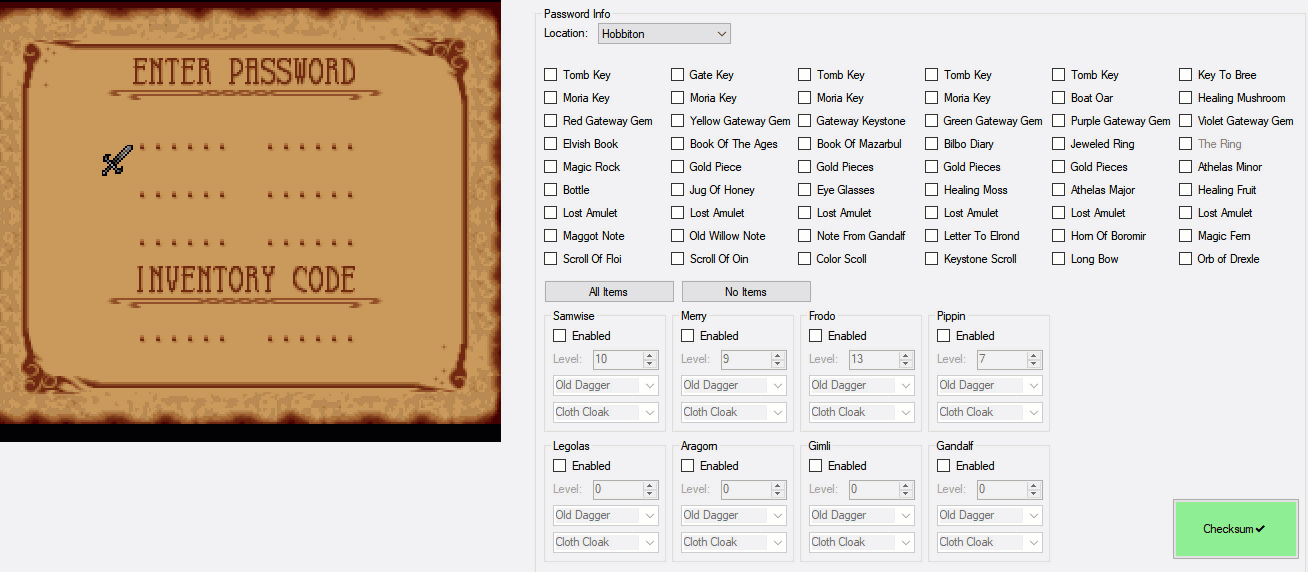 ENTER PASSWORD
...... ......
...... ......
...... ......
INVENTORY CODE
...... ......
Password Info
Location: Hobbiton
Tomb Key Gate Key Tomb Key Tomb Key Tomb Key Key To Bree
Moria Key Moria Key Moria Key Moria Key Boat Oar Healing Mushroom
Red Gateway Gem Yellow Gateway Gem Gateway Keystone Green Gateway Gem Purple Gateway Gem Violet Gateway Gem
Elvish Book Book Of The Ages Book Of Mazarbul Bilbo Diary Jeweled Ring The Ring
Magic Rock Gold Piece Gold Pieces Gold Pieces Gold Pieces Athelas Minor
Bottle Jug Of Honey Eye Glasses Healing Moss Athelas Major Healing Fruit
Lost Amulet Lost Amulet Lost Amulet Lost Amulet Lost Amulet Lost Amulet
Maggot Note Old Willow Note Note From Gandalf Letter To Elrond Horn Of Boromir Magic Fern
Scroll Of Floi Scroll Of Oin Color Scoll Keystone Scroll Long Bow Orb of Drexle
All Items No Items
Samwise Merry Frodo Pippin
Enabled Enabled Enabled Enabled
Level: 10 Level: 9 Level: 13 Level: 7
Old Dagger Old Dagger Old Dagger Old Dagger
Cloth Cloak Cloth Cloak Cloth Cloak Cloth Cloak
Legolas Aragorn Gimli Gandalf
Enabled Enabled Enabled Enabled
Level: 0 Level: 0 Level: 0 Level: 0
Old Dagger Old Dagger Old Dagger Old Dagger
Cloth Cloak Cloth Cloak Cloth Cloak Cloth Cloak
Checksum✔